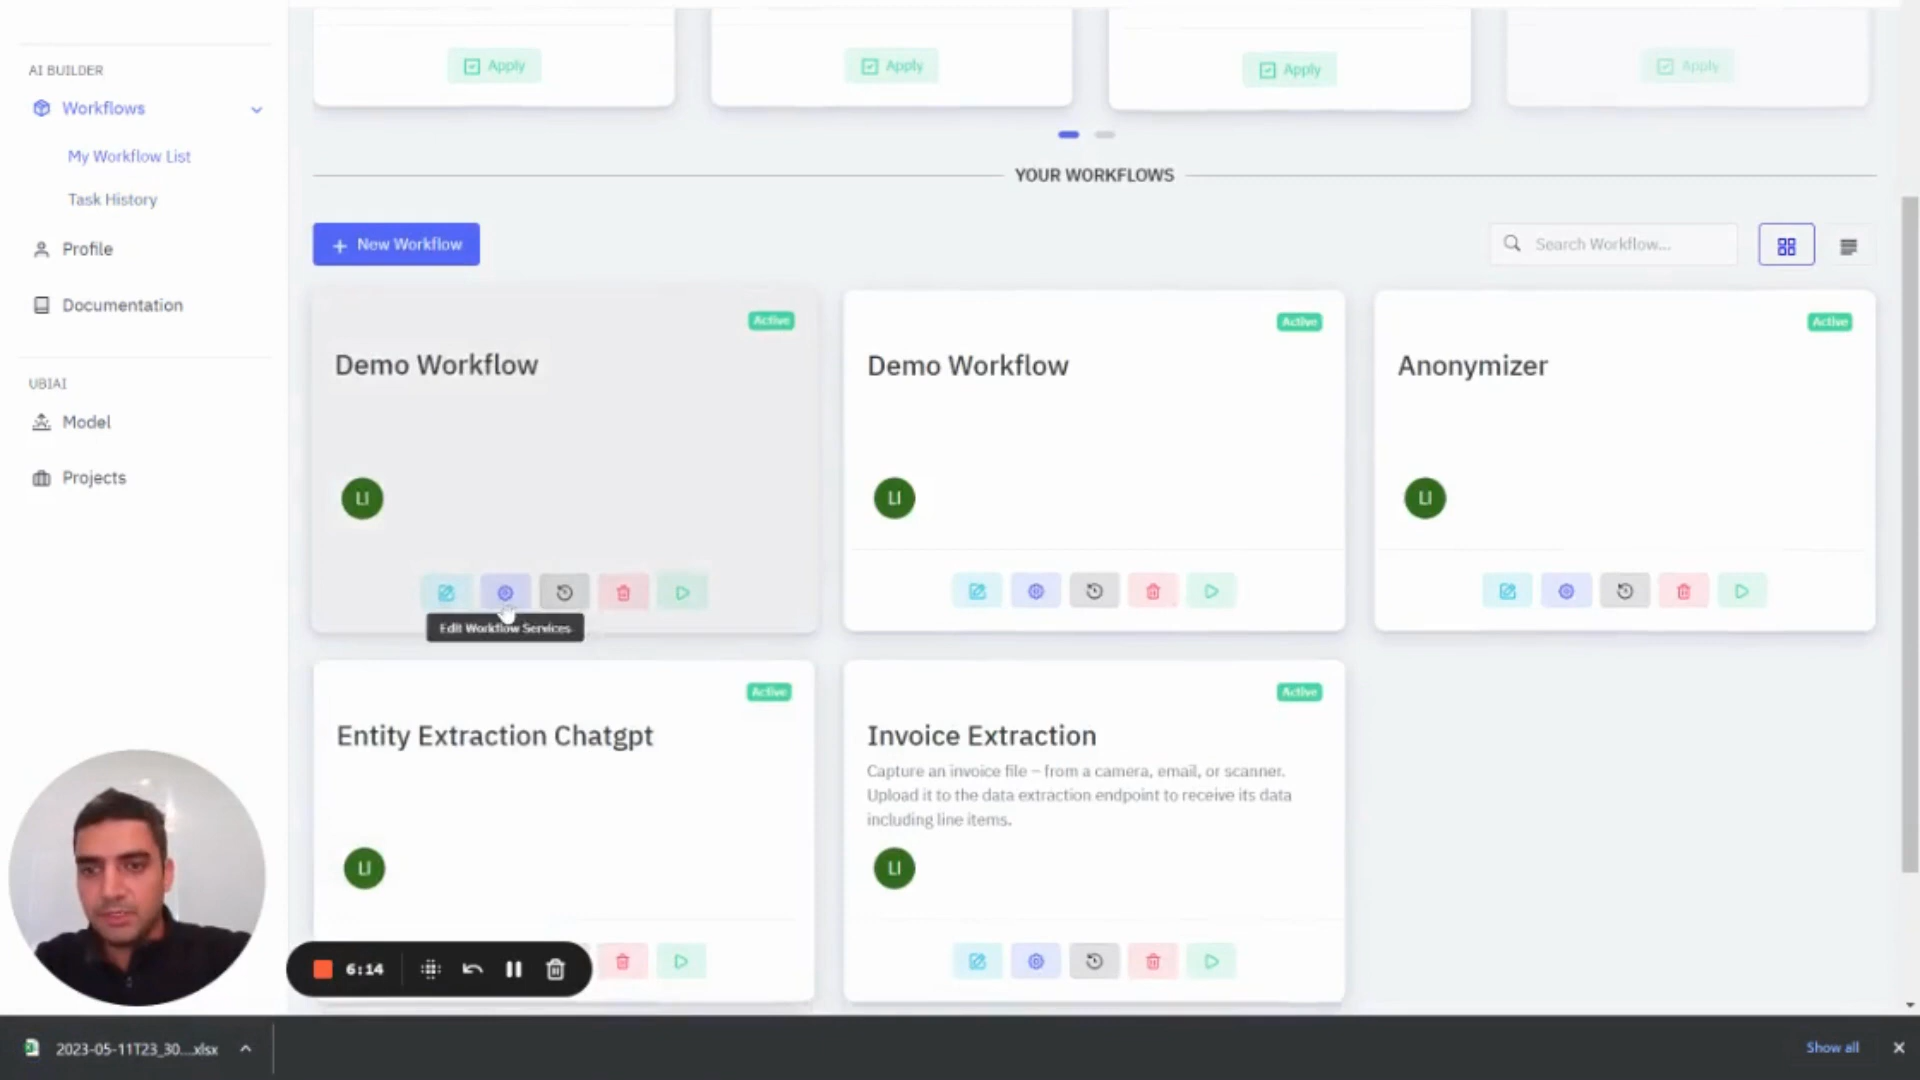 AI BUILDER
Workflows
My Workflow List
Task History
Profile
Documentation
UBIAI
Model
Projects
Apply
Apply
Apply
Apply
YOUR WORKFLOWS
+ New Workflow
Search Workflow...
Active
Demo Workflow
LI
Edit Workflow Services
Active
Demo Workflow
LI
Active
Anonymizer
LI
Active
Entity Extraction Chatgpt
LI
Active
Invoice Extraction
Capture an invoice file – from a camera, email, or scanner.
Upload it to the data extraction endpoint to receive its data
including line items.
LI
6:14
2023-05-11T23_30....xlsx
Show all